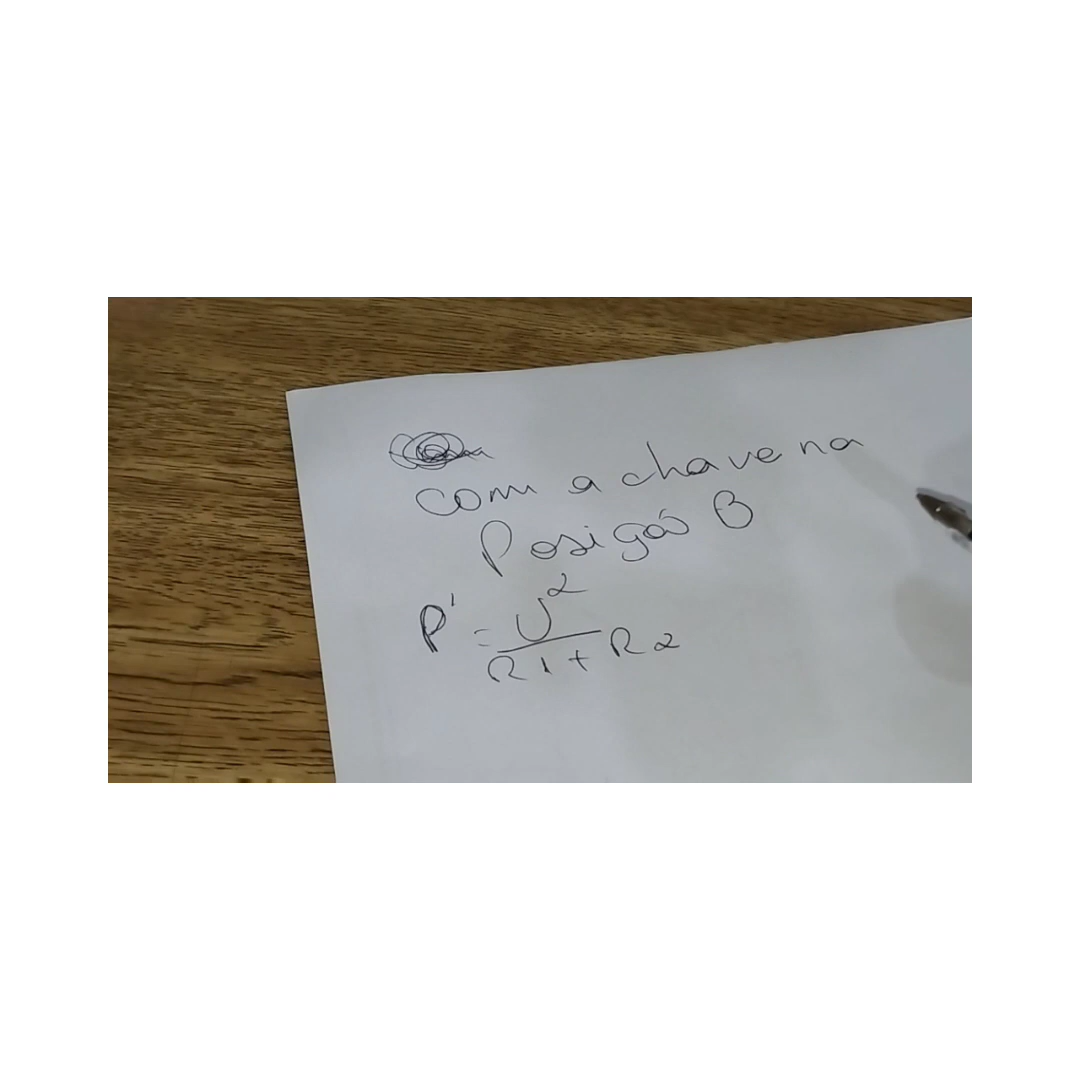 com a chave na
Posição B
P' = U²
R1 + R2